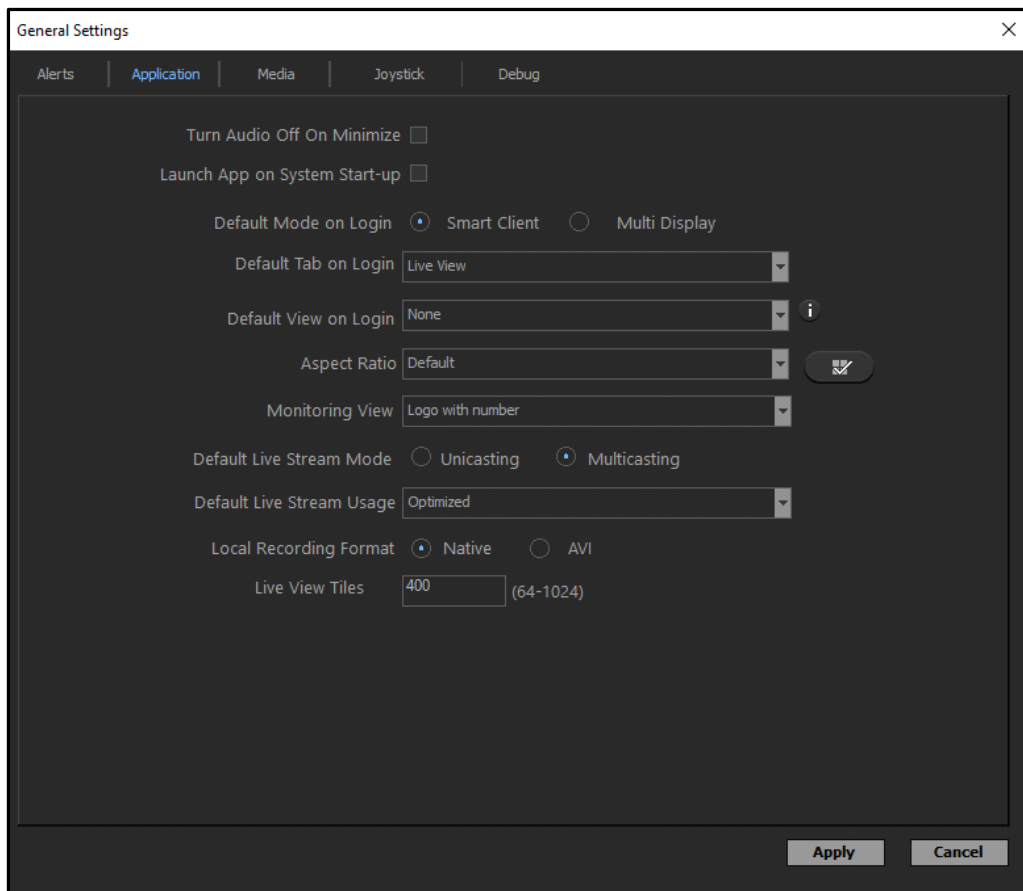 General Settings
Alerts Application Media Joystick Debug
Turn Audio Off On Minimize
Launch App on System Start-up
Default Mode on Login Smart Client Multi Display
Default Tab on Login Live View
Default View on Login None i
Aspect Ratio Default
Monitoring View Logo with number
Default Live Stream Mode Unicasting Multicasting
Default Live Stream Usage Optimized
Local Recording Format Native AVI
Live View Tiles 400 (64-1024)
Apply Cancel